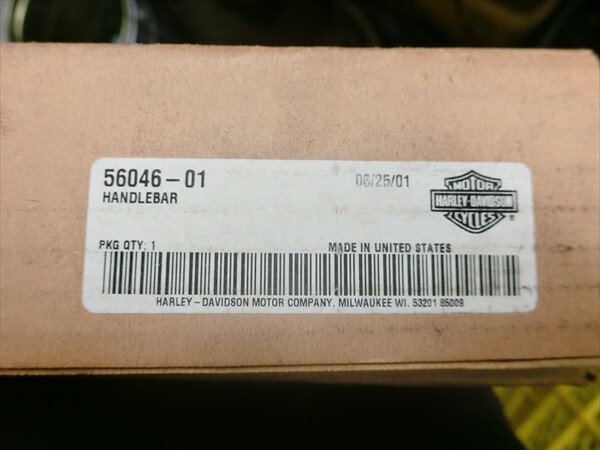 56046-01
06/25/01
HANDLEBAR
MOTOR
HARLEY-DAVIDSON
CYCLES
®
PKG QTY: 1
MADE IN UNITED STATES
HARLEY-DAVIDSON MOTOR COMPANY. MILWAUKEE WI. 53201 85009